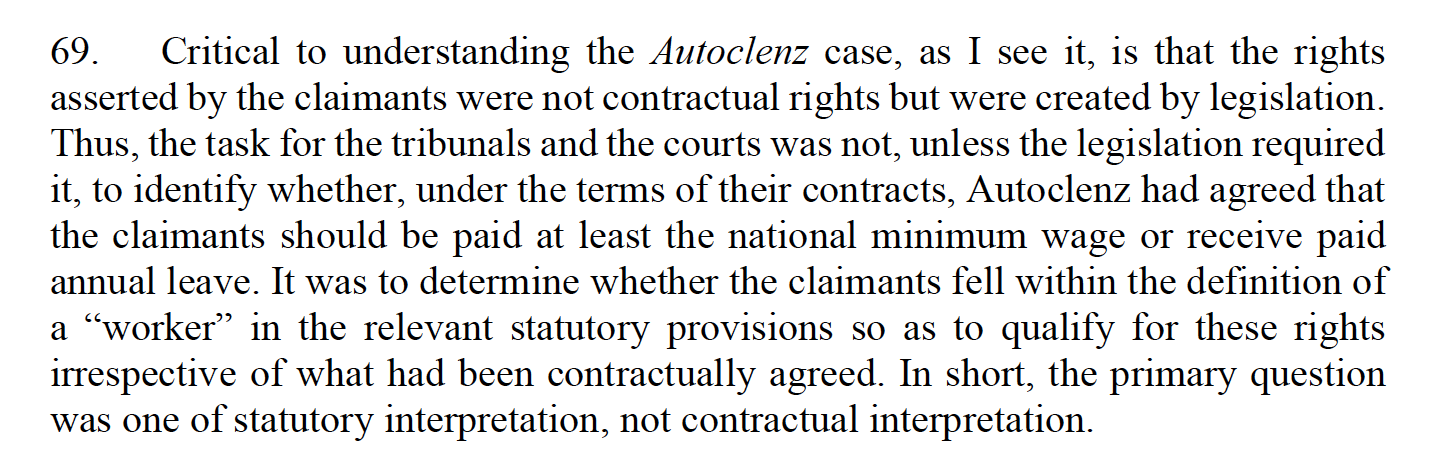 69. Critical to understanding the Autoclenz case, as I see it, is that the rights
asserted by the claimants were not contractual rights but were created by legislation.
Thus, the task for the tribunals and the courts was not, unless the legislation required
it, to identify whether, under the terms of their contracts, Autoclenz had agreed that
the claimants should be paid at least the national minimum wage or receive paid
annual leave. It was to determine whether the claimants fell within the definition of
a “worker” in the relevant statutory provisions so as to qualify for these rights
irrespective of what had been contractually agreed. In short, the primary question
was one of statutory interpretation, not contractual interpretation.